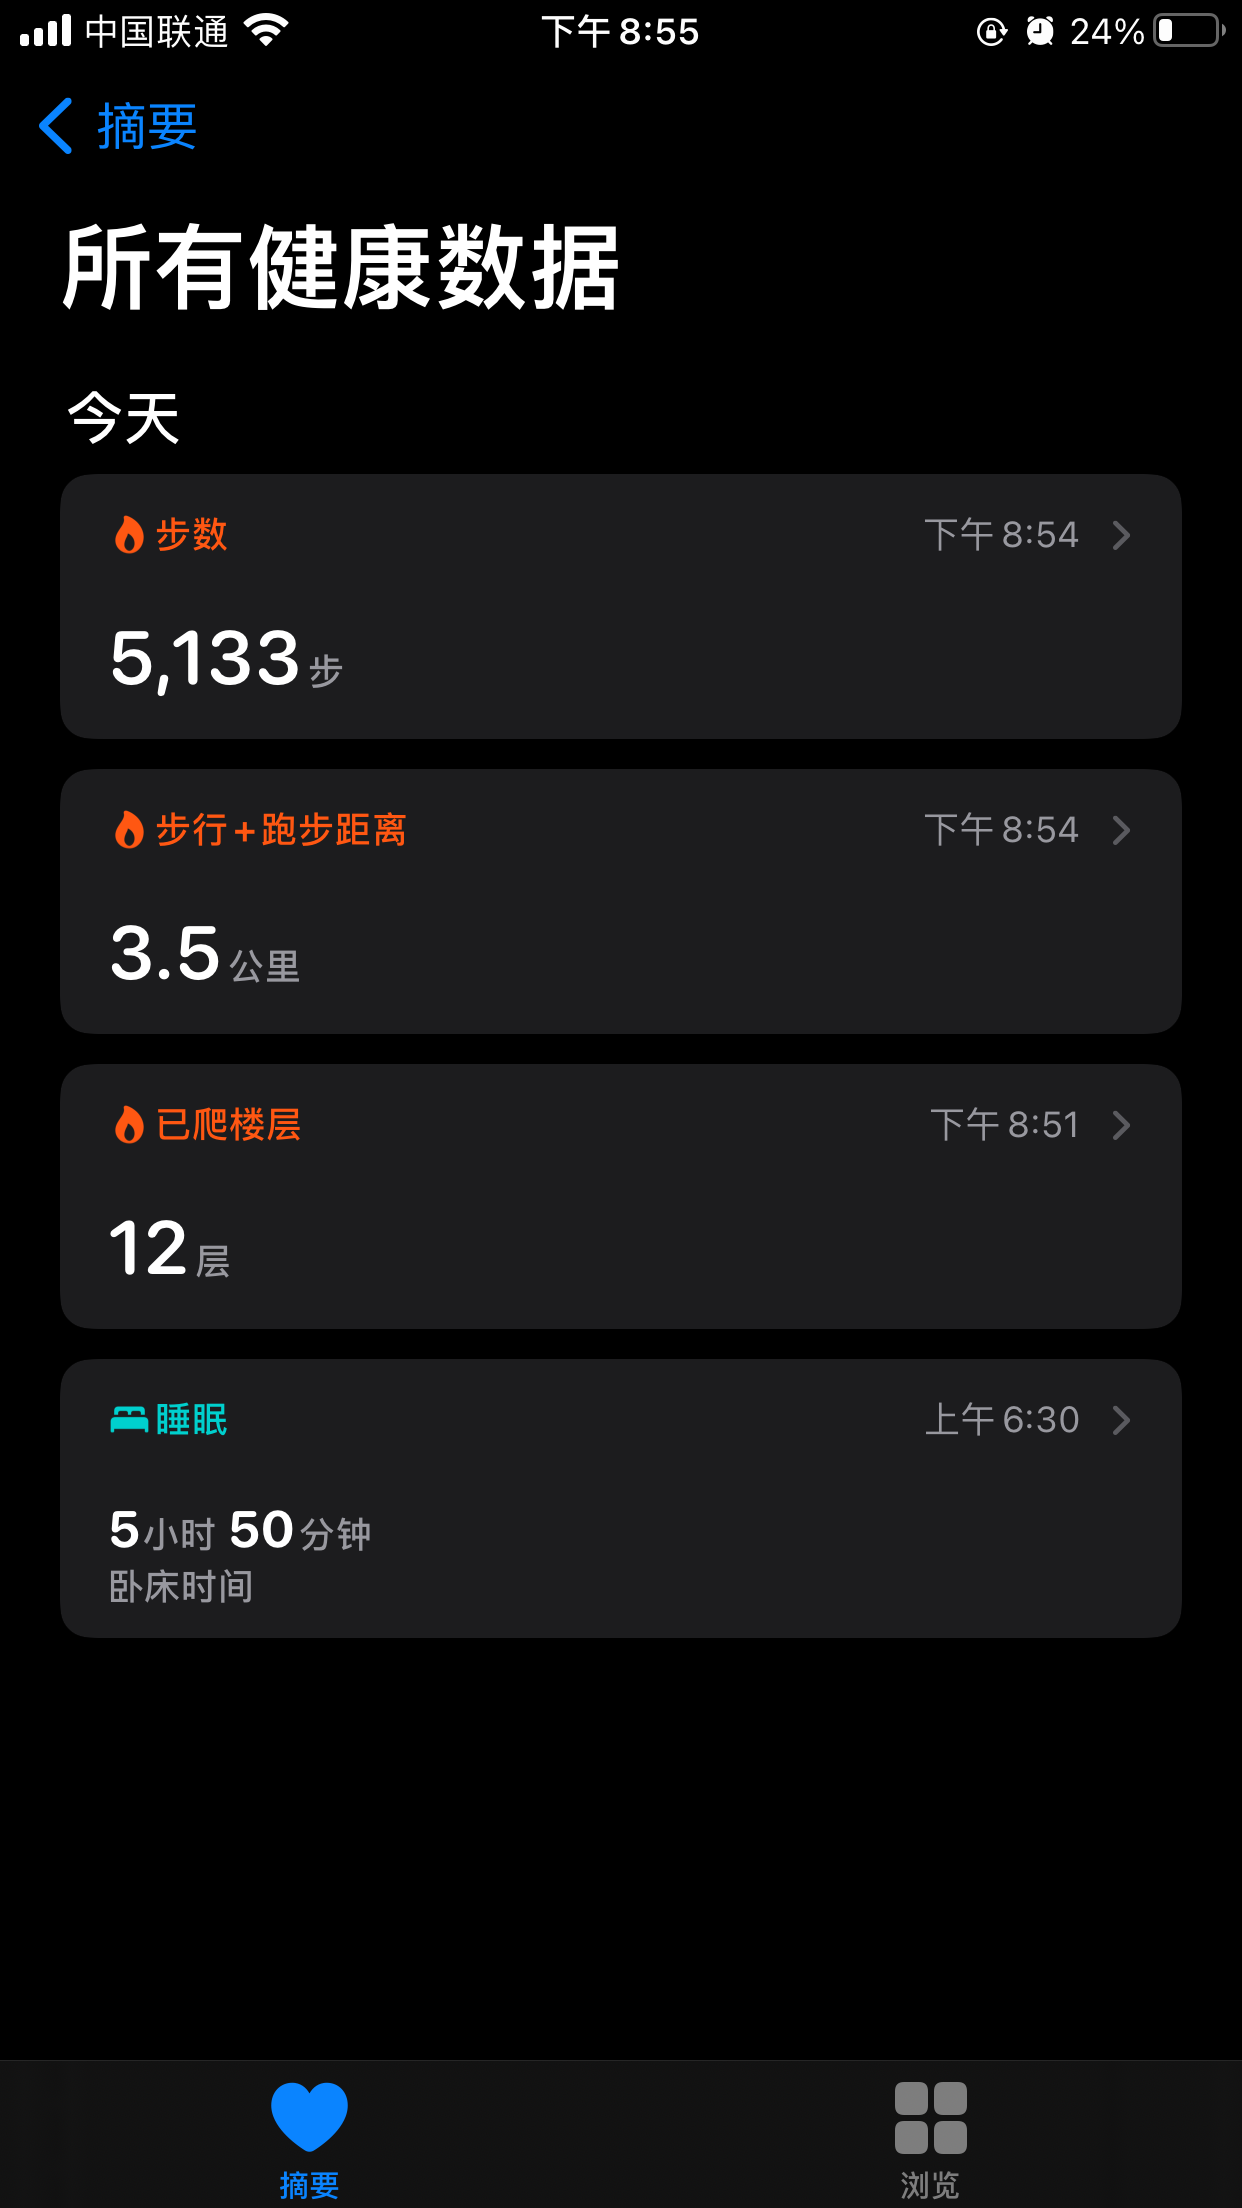 中国联通 下午 8:55 24%
摘要
所有健康数据
今天
步数 下午 8:54
5,133 步
步行+跑步距离 下午 8:54
3.5 公里
已爬楼层 下午 8:51
12 层
睡眠 上午 6:30
5小时 50分钟
卧床时间
摘要 浏览